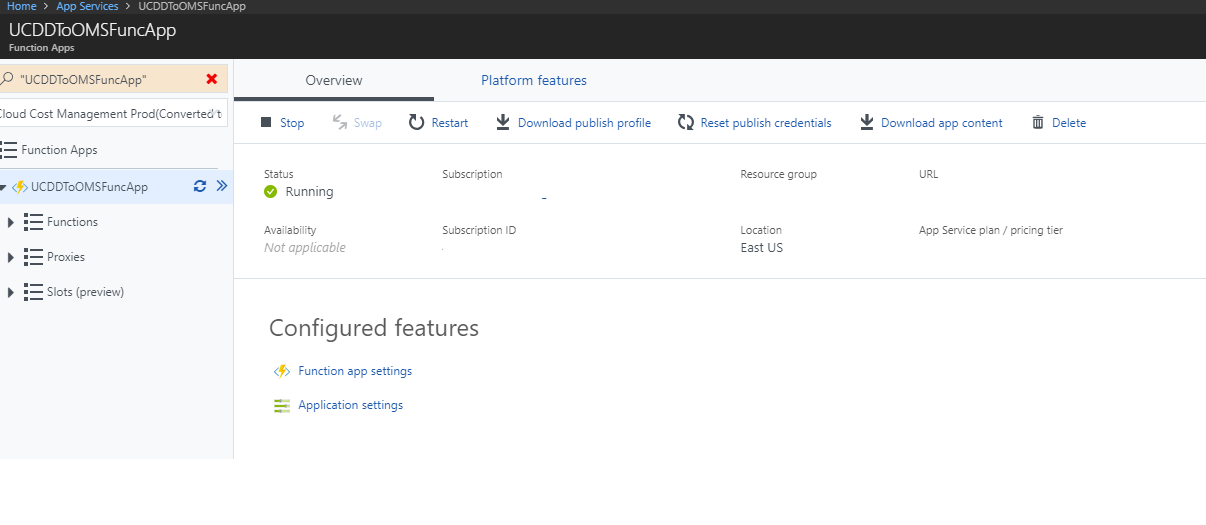 Home > App Services > UCDDToOMSFuncApp
UCDDToOMSFuncApp
Function Apps
"UCDDToOMSFuncApp"
Cloud Cost Management Prod(Converted t
Function Apps
UCDDToOMSFuncApp
Functions
Proxies
Slots (preview)
Overview Platform features
Stop Swap Restart Download publish profile Reset publish credentials Download app content Delete
Status Subscription Resource group URL
Running
Availability Subscription ID Location App Service plan / pricing tier
Not applicable East US
Configured features
Function app settings
Application settings